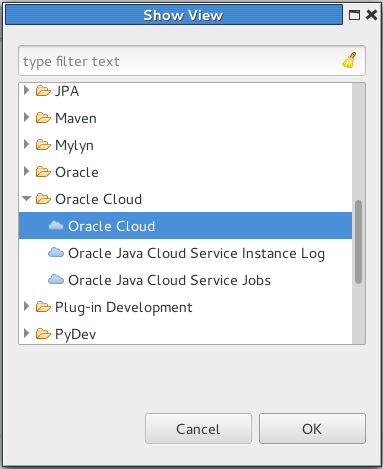 Show View
type filter text
JPA
Maven
Mylyn
Oracle
Oracle Cloud
Oracle Cloud
Oracle Java Cloud Service Instance Log
Oracle Java Cloud Service Jobs
Plug-in Development
PyDev
Cancel OK